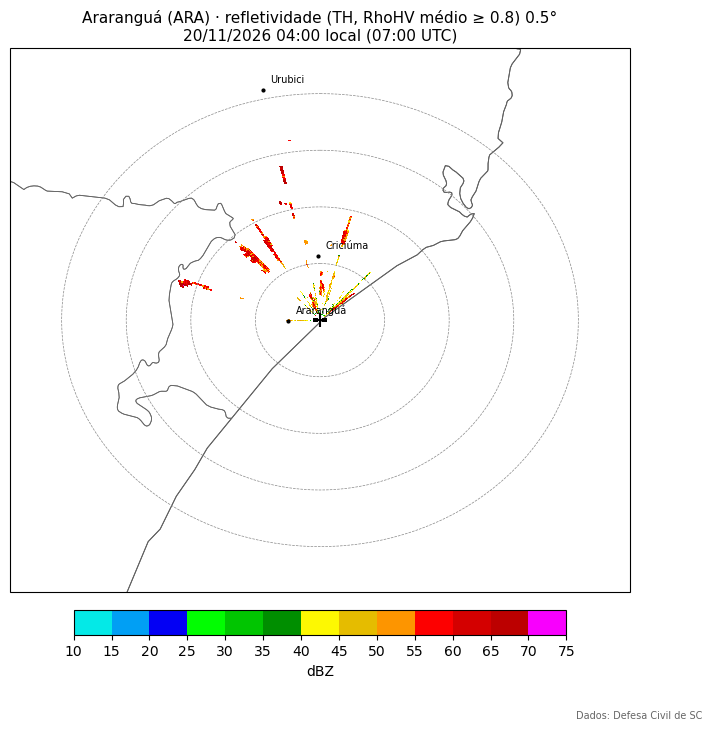 Araranguá (ARA) · refletividade (TH, RhoHV médio ≥ 0.8) 0.5°
20/11/2026 04:00 local (07:00 UTC)
Urubici
Criciúma
Araranguá
10 15 20 25 30 35 40 45 50 55 60 65 70 75
dBZ
Dados: Defesa Civil de SC